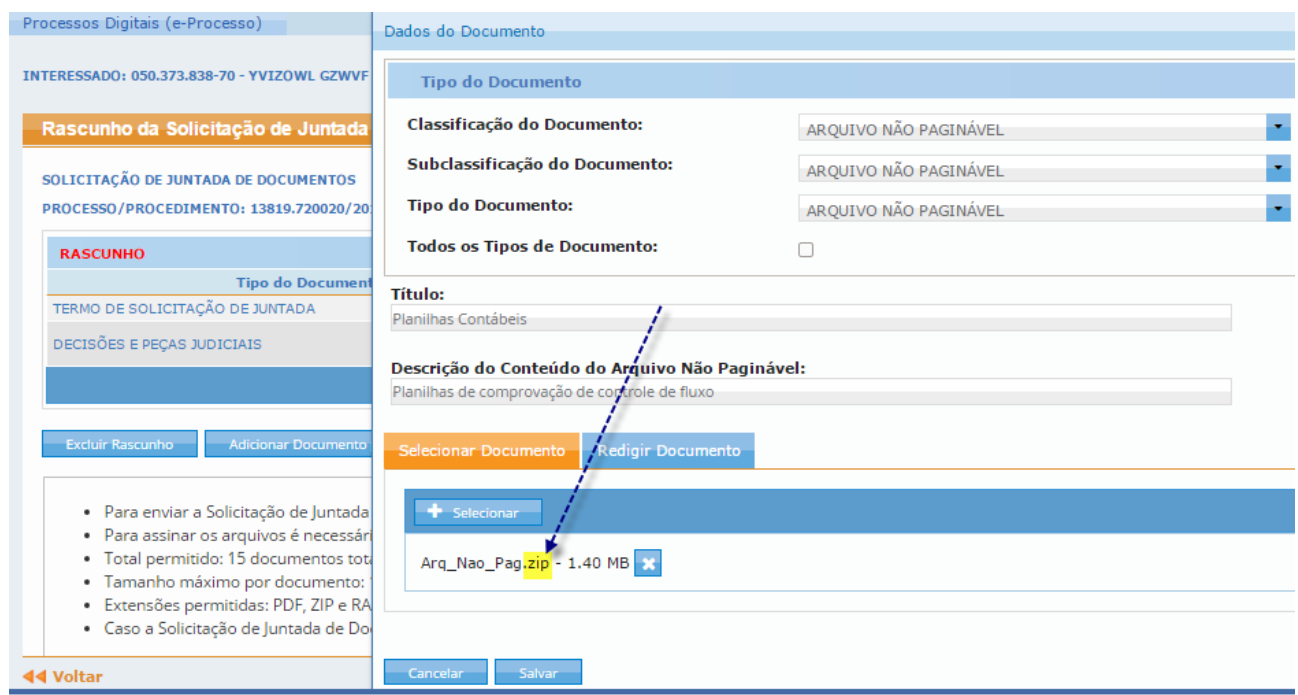 Processos Digitais (e-Processo)
INTERESSADO: 050.373.838-70 - YVIZOWL GZWVF
Rascunho da Solicitação de Juntada
SOLICITAÇÃO DE JUNTADA DE DOCUMENTOS
PROCESSO/PROCEDIMENTO: 13819.720020/20
RASCUNHO
Tipo do Document
TERMO DE SOLICITAÇÃO DE JUNTADA
DECISÕES E PEÇAS JUDICIAIS
Excluir Rascunho
Adicionar Documento
• Para enviar a Solicitação de Juntada
• Para assinar os arquivos é necessári
• Total permitido: 15 documentos tota
• Tamanho máximo por documento:
• Extensões permitidas: PDF, ZIP e RA
• Caso a Solicitação de Juntada de Do
Voltar
Dados do Documento
Tipo do Documento
Classificação do Documento: ARQUIVO NÃO PAGINÁVEL
Subclassificação do Documento: ARQUIVO NÃO PAGINÁVEL
Tipo do Documento: ARQUIVO NÃO PAGINÁVEL
Todos os Tipos de Documento:
Título:
Planilhas Contábeis
Descrição do Conteúdo do Arquivo Não Paginável:
Planilhas de comprovação de controle de fluxo
Selecionar Documento
Redigir Documento
Selecionar
Arq_Nao_Pag.zip - 1.40 MB
Cancelar
Salvar